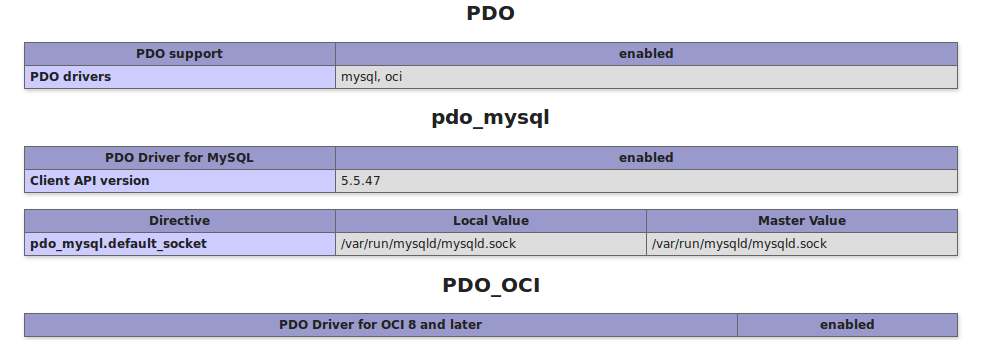 PDO
PDO support enabled
PDO drivers mysql, oci
pdo_mysql
PDO Driver for MySQL enabled
Client API version 5.5.47
Directive Local Value Master Value
pdo_mysql.default_socket /var/run/mysqld/mysqld.sock /var/run/mysqld/mysqld.sock
PDO_OCI
PDO Driver for OCI 8 and later enabled